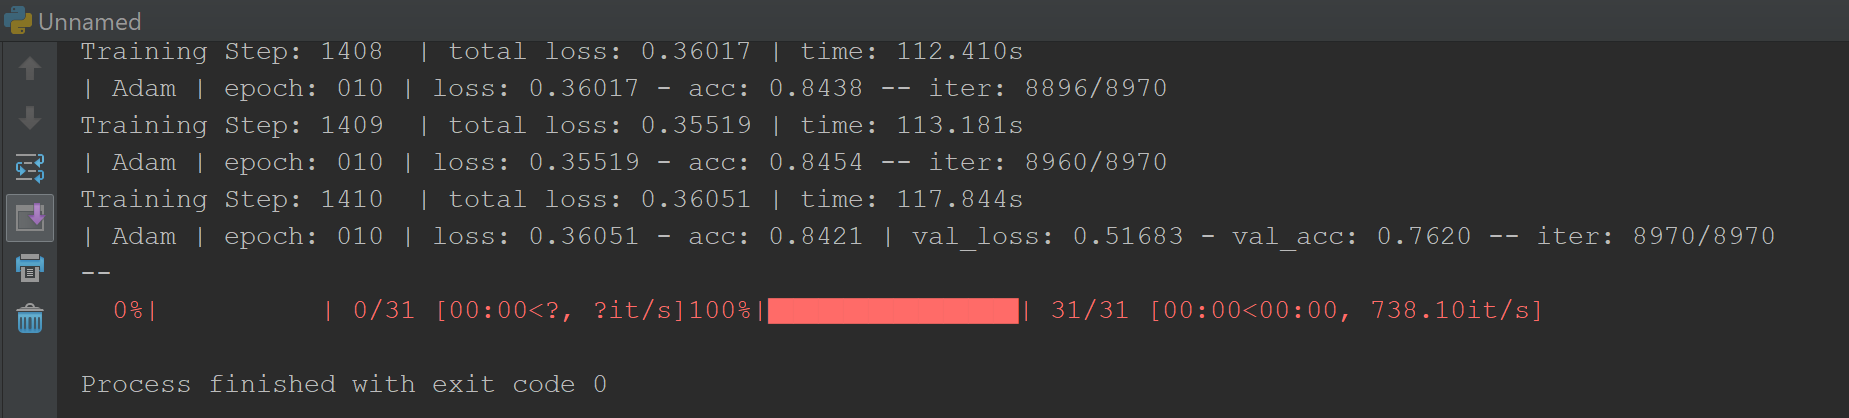 Unnamed
Training Step: 1408  | total loss: 0.36017 | time: 112.410s
| Adam | epoch: 010 | loss: 0.36017 - acc: 0.8438 -- iter: 8896/8970
Training Step: 1409  | total loss: 0.35519 | time: 113.181s
| Adam | epoch: 010 | loss: 0.35519 - acc: 0.8454 -- iter: 8960/8970
Training Step: 1410  | total loss: 0.36051 | time: 117.844s
| Adam | epoch: 010 | loss: 0.36051 - acc: 0.8421 | val_loss: 0.51683 - val_acc: 0.7620 -- iter: 8970/8970
--
  0%|          | 0/31 [00:00<?, ?it/s]100%|██████████| 31/31 [00:00<00:00, 738.10it/s]
Process finished with exit code 0